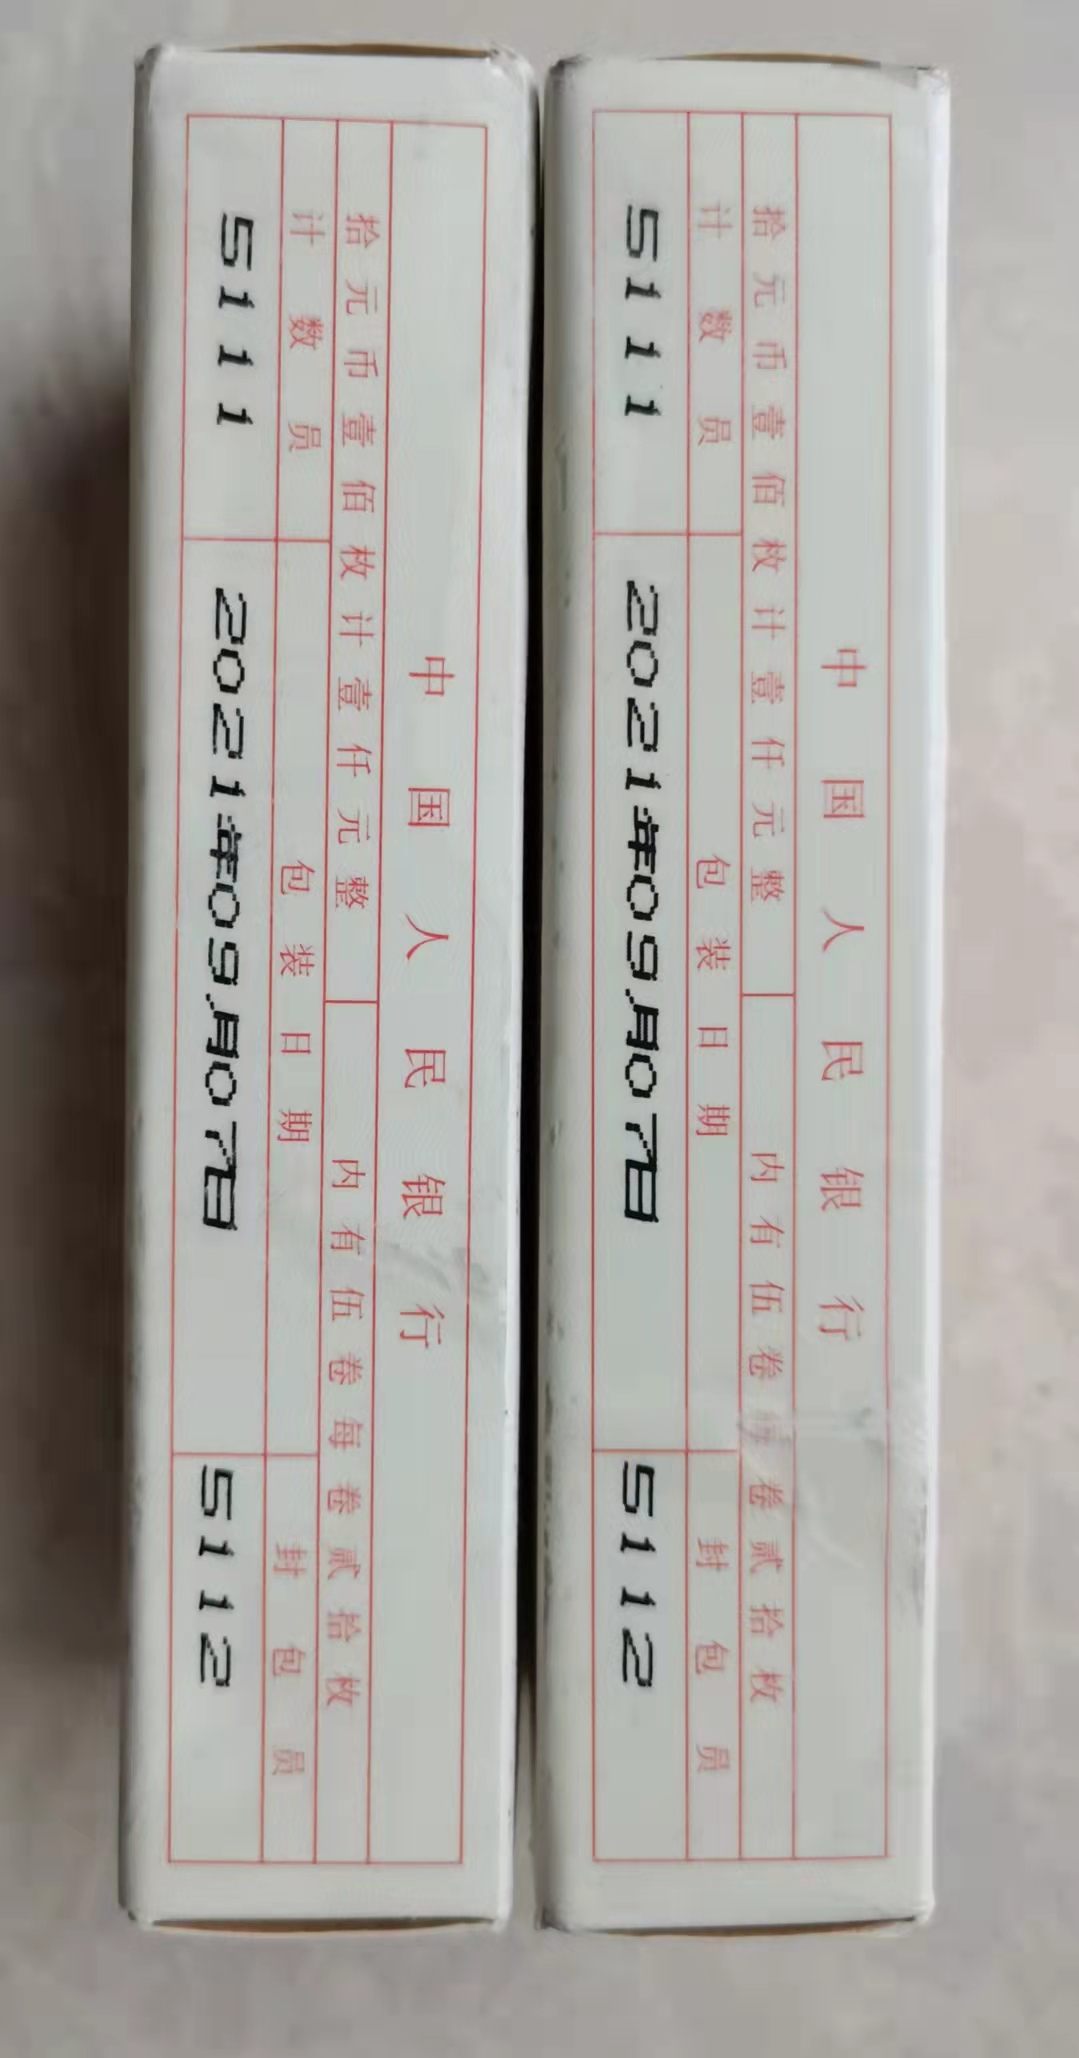 中国人民银行
拾元币壹佰枚计壹仟元整 内有伍卷每卷贰拾枚
计数员 包装日期 封包员
5111 2021年09月07日 5112
中国人民银行
拾元币壹佰枚计壹仟元整 内有伍卷每卷贰拾枚
计数员 包装日期 封包员
5111 2021年09月07日 5112